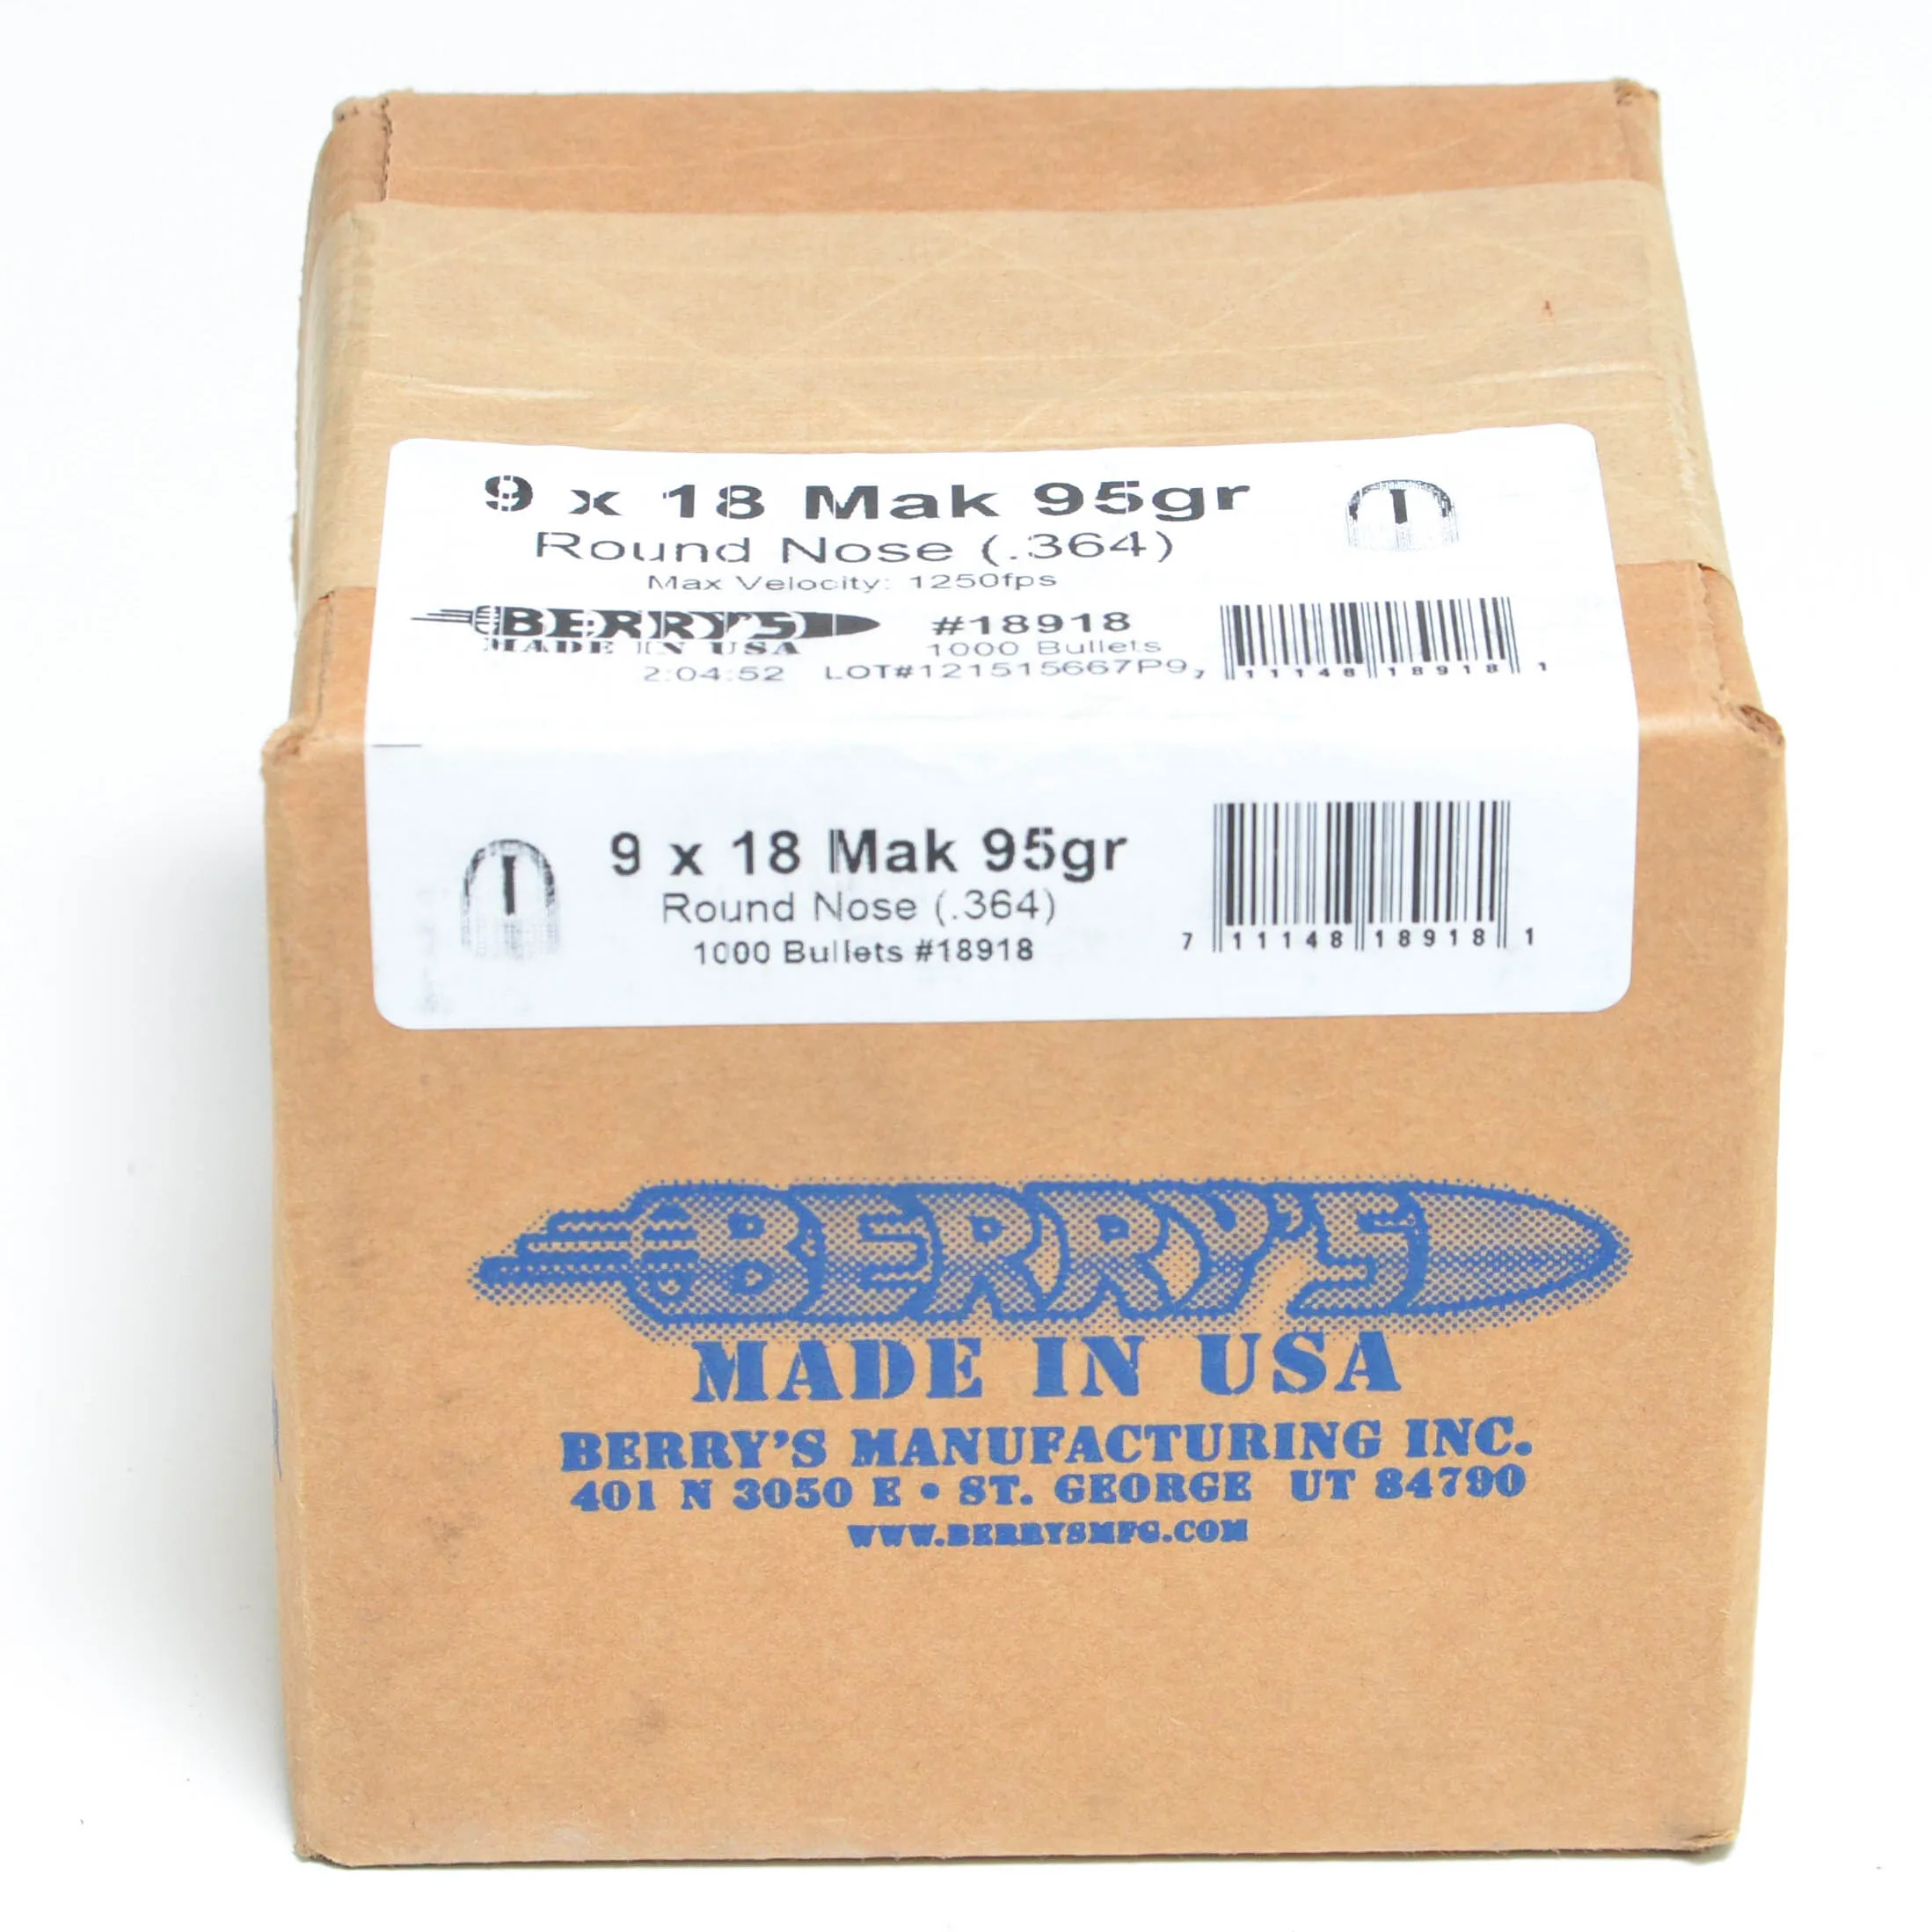 9 x 18 Mak 95gr
Round Nose (.364)
Max Velocity: 1250fps
BERRY'S #18918
MADE IN USA 1000 Bullets
2:04:52 LOT#121515667P9
7 11148 18918 1
9 x 18 Mak 95gr
Round Nose (.364)
1000 Bullets #18918
7 11148 18918 1
BERRY'S
MADE IN USA
BERRY'S MANUFACTURING INC.
401 N 3050 E • ST. GEORGE UT 84790
WWW.BERRYSMFG.COM